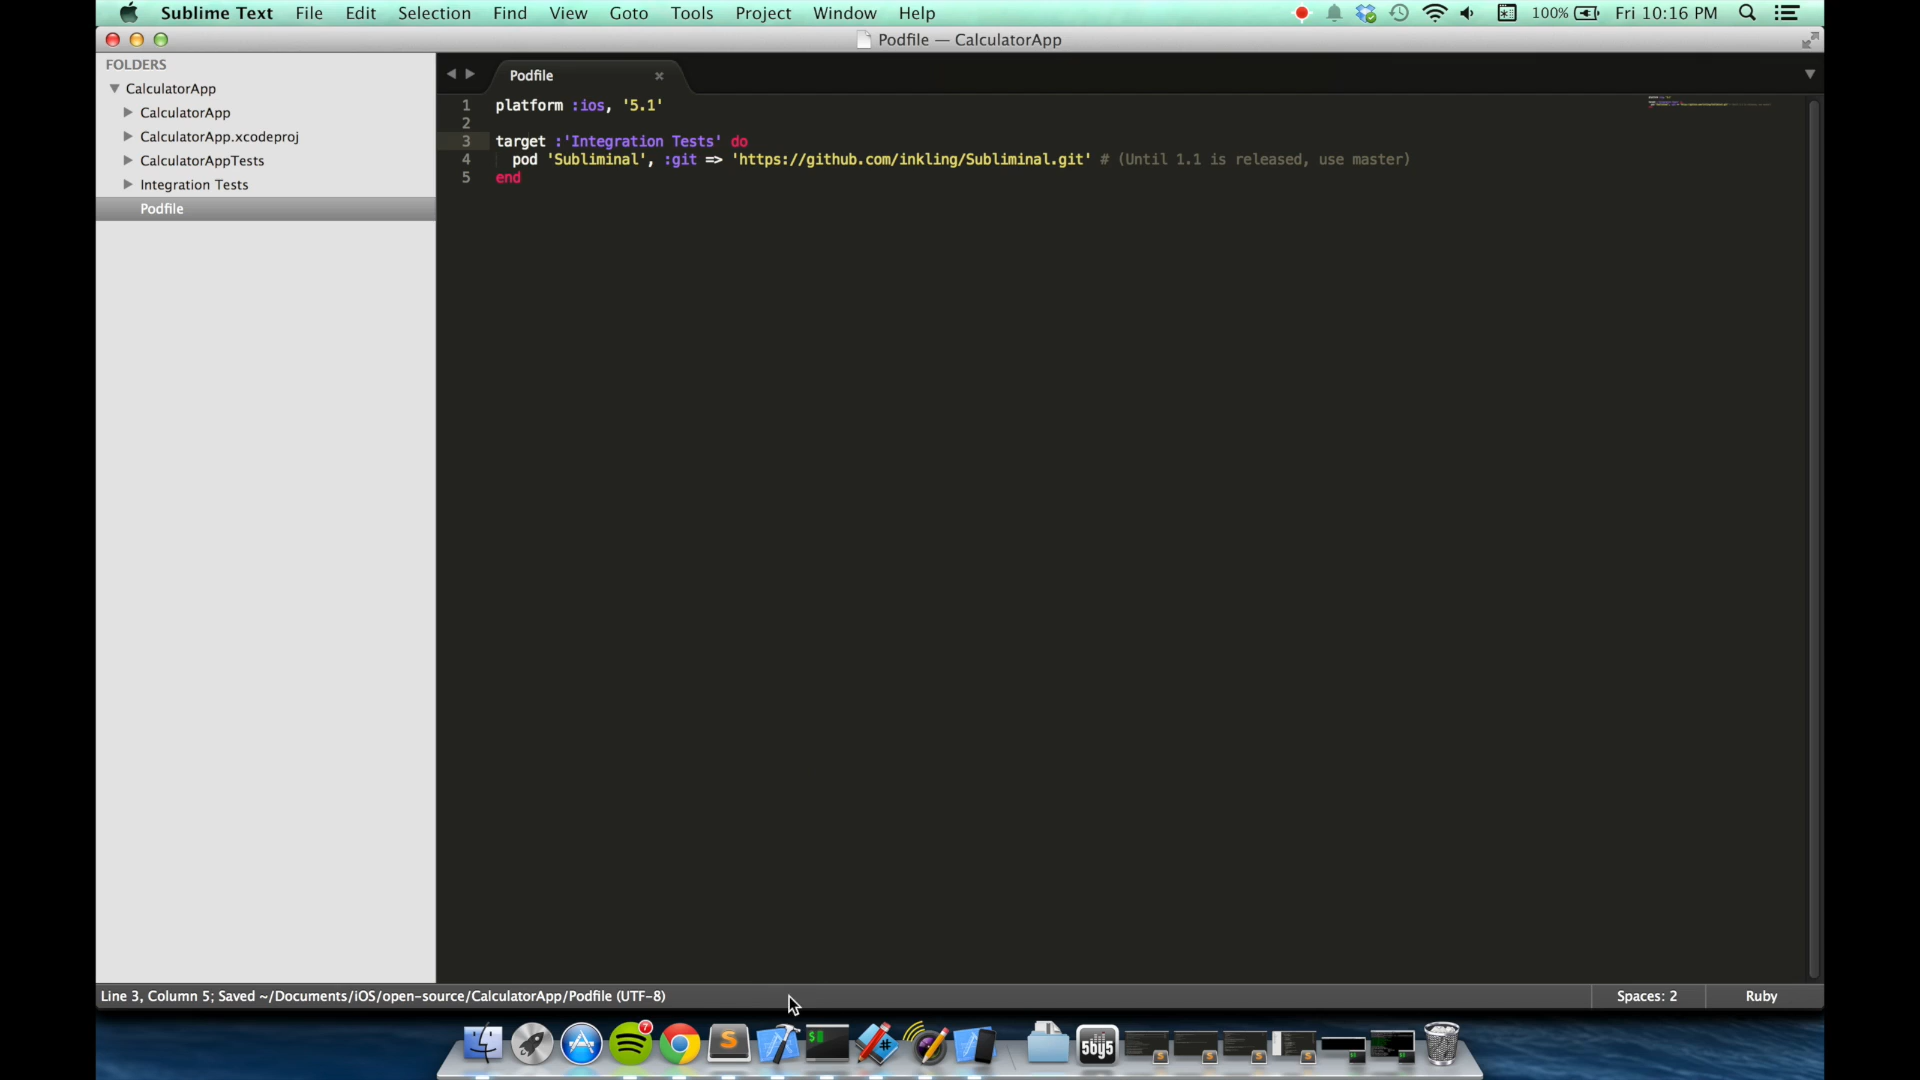 Sublime Text File Edit Selection Find View Goto Tools Project Window Help 100% Fri 10:16 PM
Podfile — CalculatorApp
FOLDERS
CalculatorApp
CalculatorApp
CalculatorApp.xcodeproj
CalculatorAppTests
Integration Tests
Podfile
Podfile
1 platform :ios, '5.1'
2
3 target :'Integration Tests' do
4 pod 'Subliminal', :git => 'https://github.com/inkling/Subliminal.git' # (Until 1.1 is released, use master)
5 end
Line 3, Column 5; Saved ~/Documents/iOS/open-source/CalculatorApp/Podfile (UTF-8) Spaces: 2 Ruby
7
S $ # 5by5